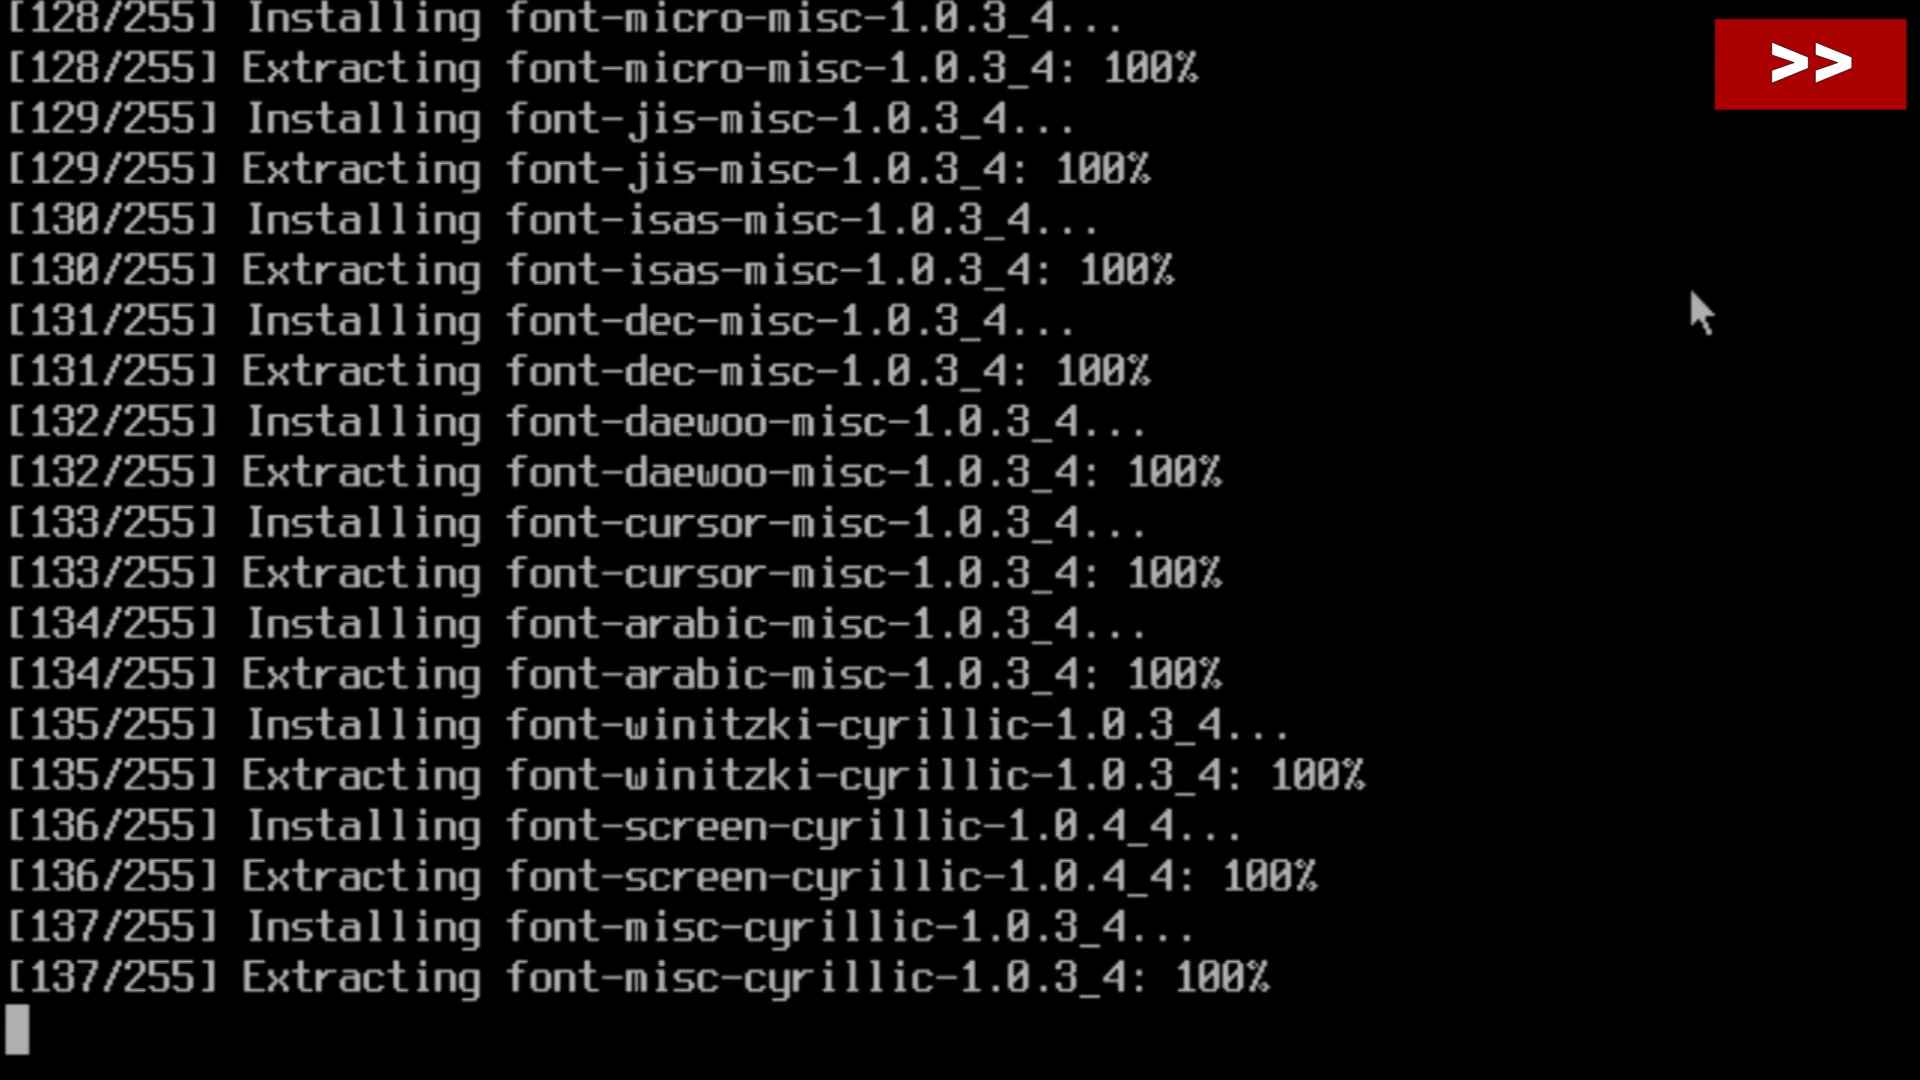 [128/255] Installing font-micro-misc-1.0.3_4...
>>
[128/255] Extracting font-micro-misc-1.0.3_4: 100%
[129/255] Installing font-jis-misc-1.0.3_4...
[129/255] Extracting font-jis-misc-1.0.3_4: 100%
[130/255] Installing font-isas-misc-1.0.3_4...
[130/255] Extracting font-isas-misc-1.0.3_4: 100%
[131/255] Installing font-dec-misc-1.0.3_4...
[131/255] Extracting font-dec-misc-1.0.3_4: 100%
[132/255] Installing font-daewoo-misc-1.0.3_4...
[132/255] Extracting font-daewoo-misc-1.0.3_4: 100%
[133/255] Installing font-cursor-misc-1.0.3_4...
[133/255] Extracting font-cursor-misc-1.0.3_4: 100%
[134/255] Installing font-arabic-misc-1.0.3_4...
[134/255] Extracting font-arabic-misc-1.0.3_4: 100%
[135/255] Installing font-winitzki-cyrillic-1.0.3_4...
[135/255] Extracting font-winitzki-cyrillic-1.0.3_4: 100%
[136/255] Installing font-screen-cyrillic-1.0.4_4...
[136/255] Extracting font-screen-cyrillic-1.0.4_4: 100%
[137/255] Installing font-misc-cyrillic-1.0.3_4...
[137/255] Extracting font-misc-cyrillic-1.0.3_4: 100%